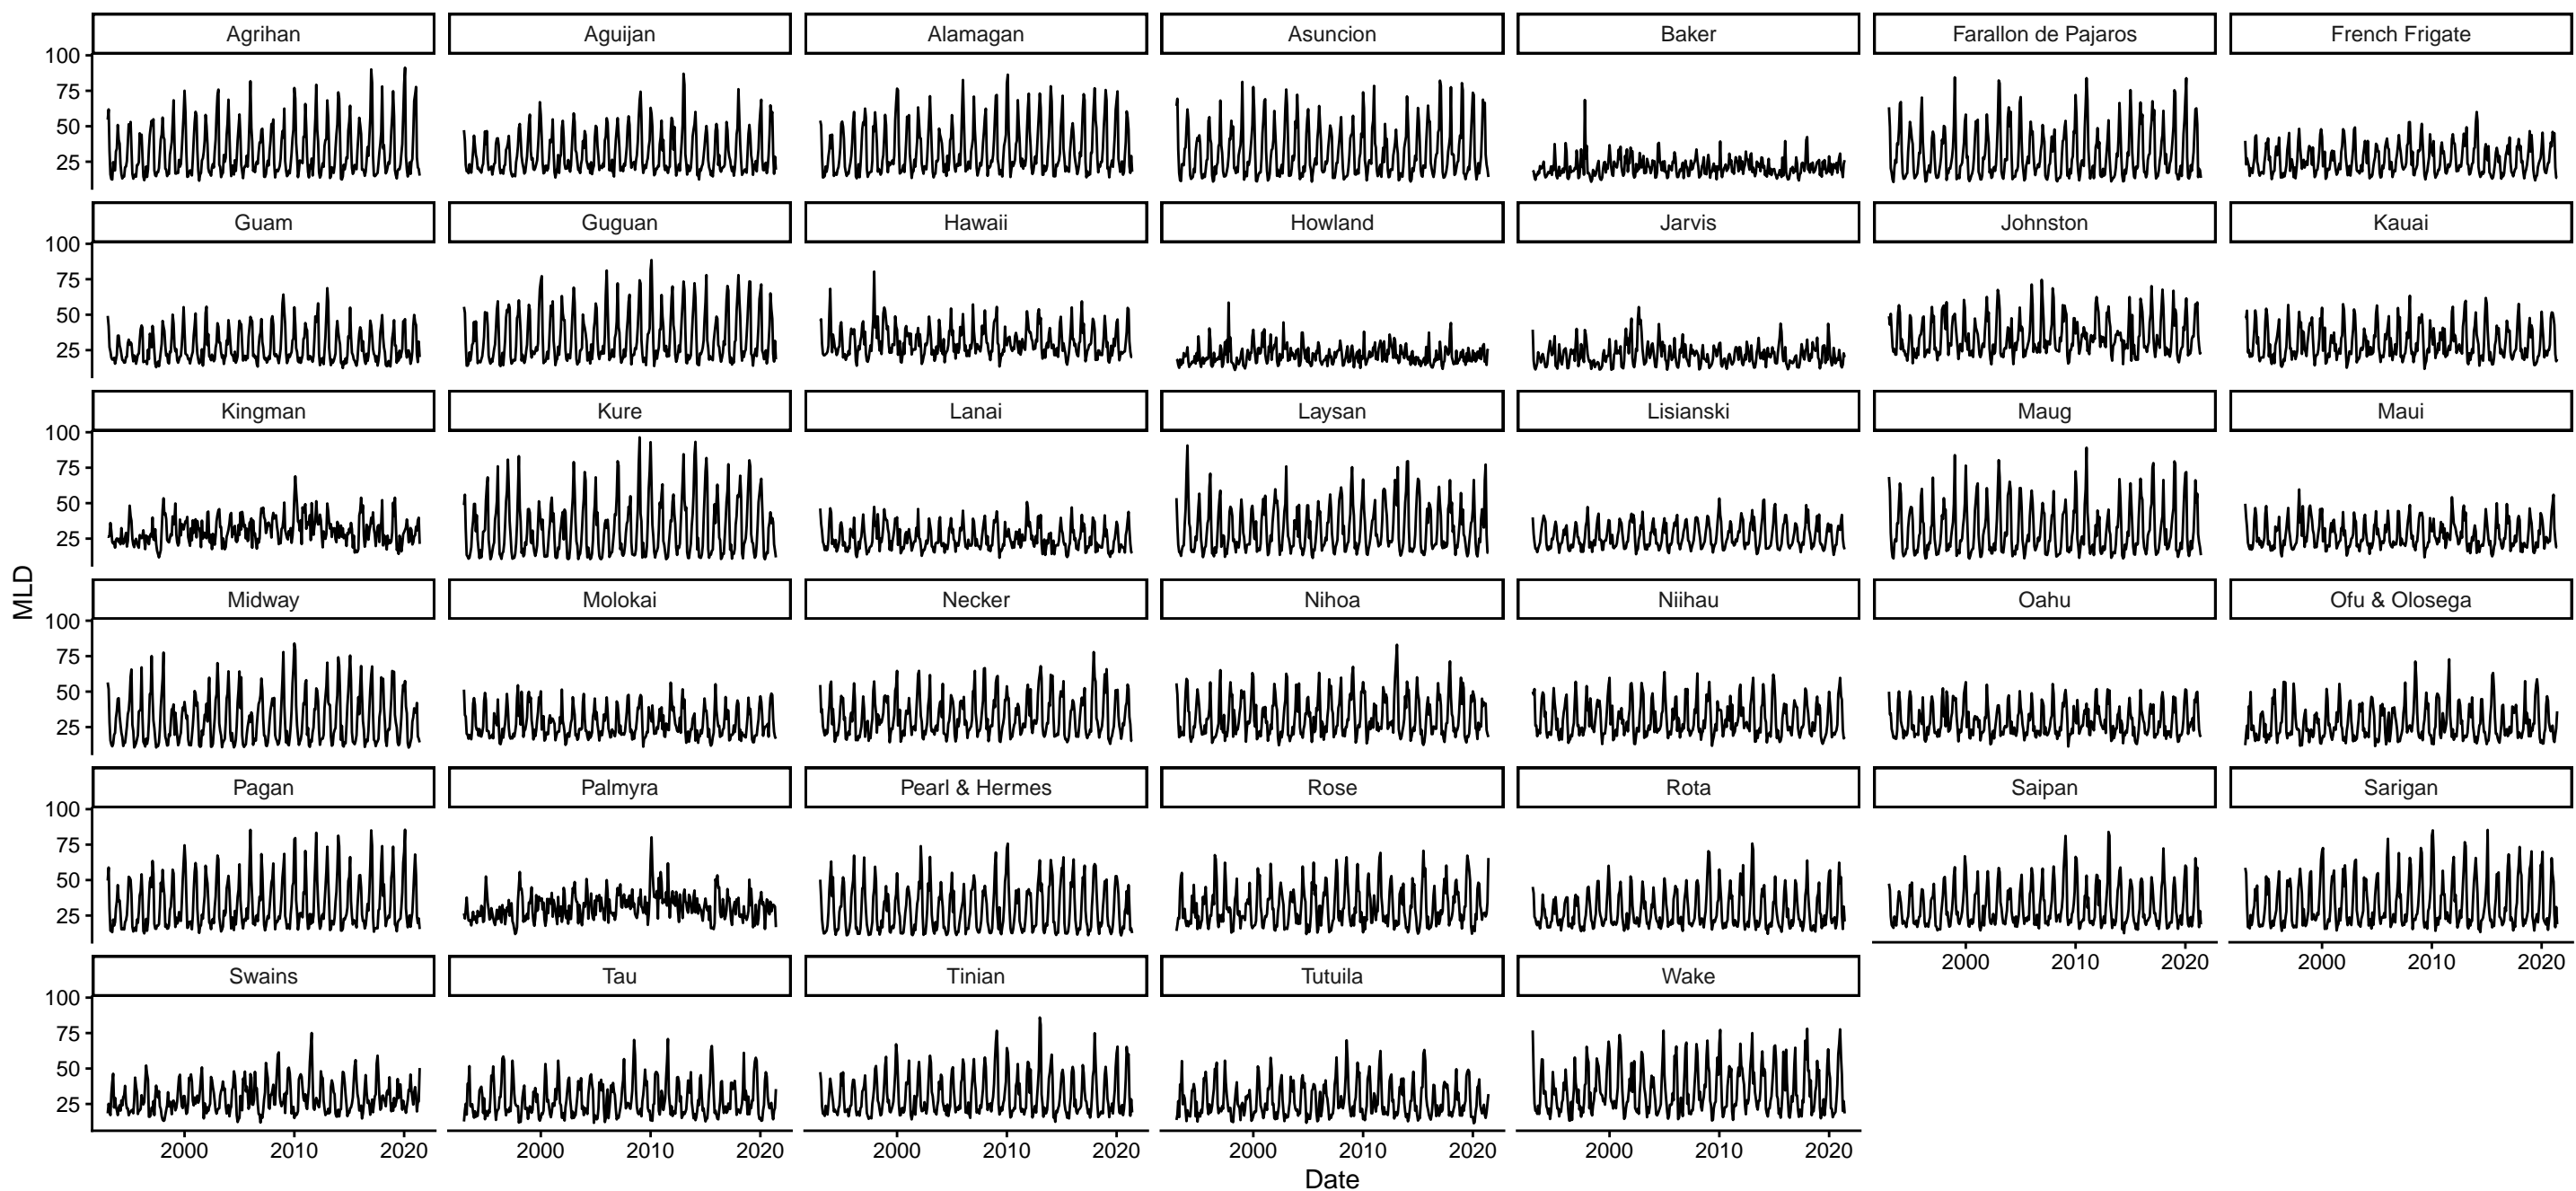 Agrihan Aguijan Alamagan Asuncion Baker Farallon de Pajaros French Frigate
100
75
50
25
Guam Guguan Hawaii Howland Jarvis Johnston Kauai
100
75
50
25
Kingman Kure Lanai Laysan Lisianski Maug Maui
100
75
50
25
MLD
Midway Molokai Necker Nihoa Niihau Oahu Ofu & Olosega
100
75
50
25
Pagan Palmyra Pearl & Hermes Rose Rota Saipan Sarigan
100
75
50
25
2000 2010 2020 2000 2010 2020
Swains Tau Tinian Tutuila Wake
100
75
50
25
2000 2010 2020 2000 2010 2020 2000 2010 2020 2000 2010 2020 2000 2010 2020
Date